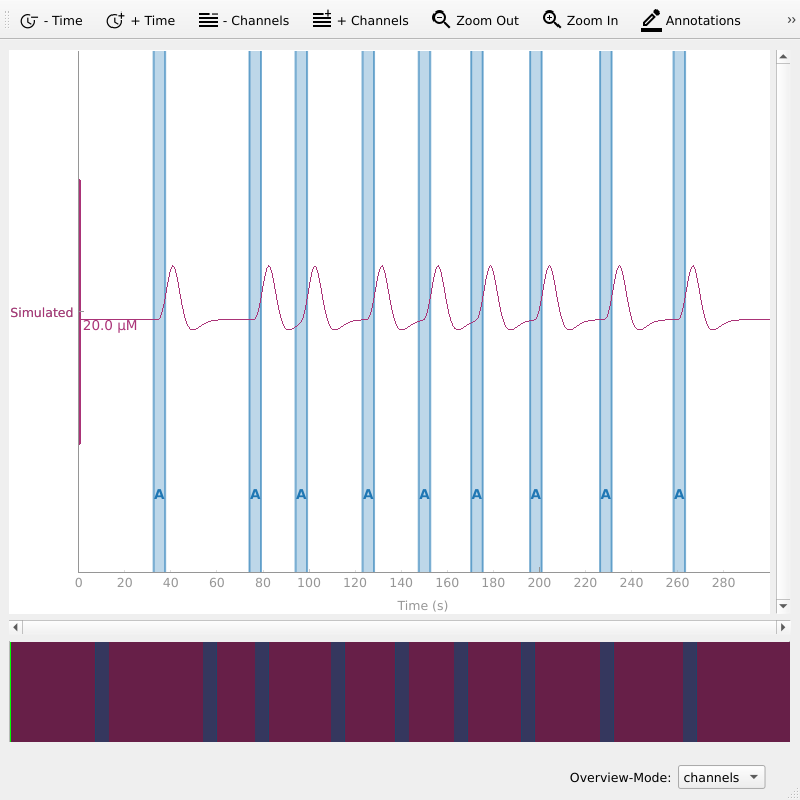 - Time + Time - Channels + Channels Zoom Out Zoom In Annotations »
Simulated
20.0 µM
A A A A A A A A A
0 20 40 60 80 100 120 140 160 180 200 220 240 260 280
Time (s)
Overview-Mode: channels